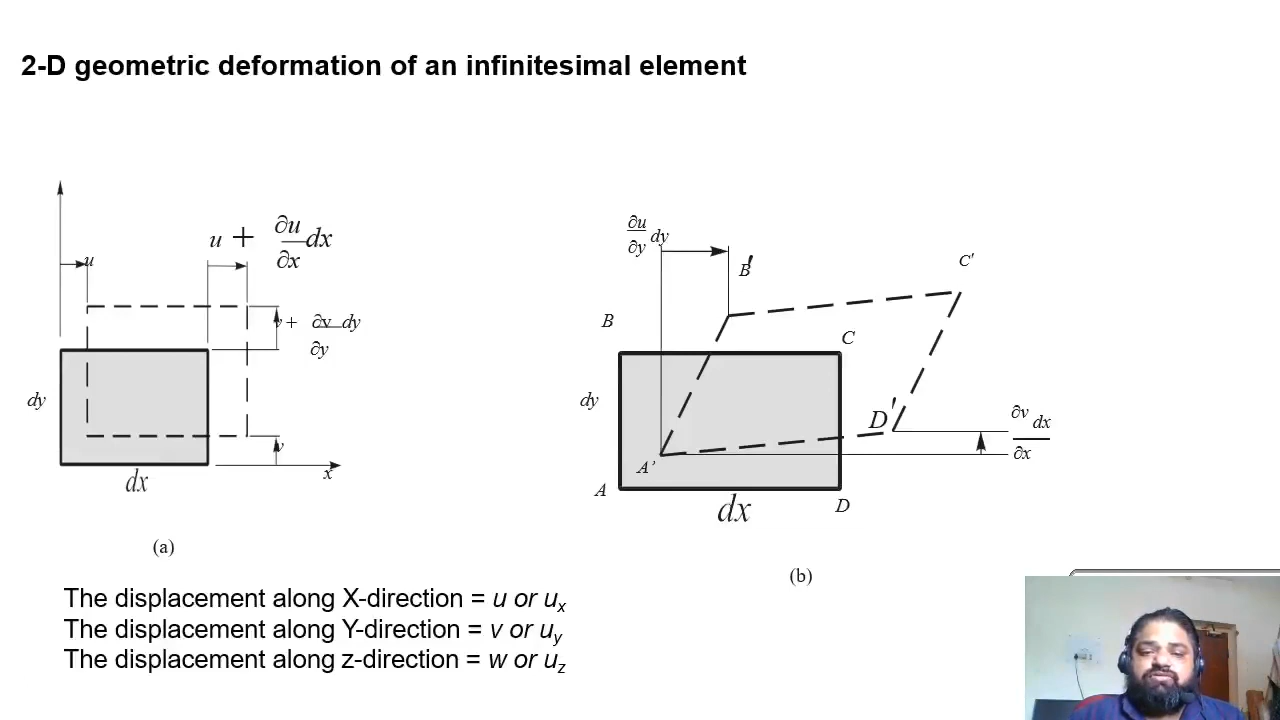 2-D geometric deformation of an infinitesimal element
u
u + ∂u dx
∂x
v + ∂v dy
∂y
dy
v
x
dx
(a)
∂u dy
∂y
B'
C'
B
C
dy
D'
∂v dx
∂x
A'
A
dx
D
(b)
The displacement along X-direction = u or uₓ
The displacement along Y-direction = v or u_y
The displacement along z-direction = w or u_z